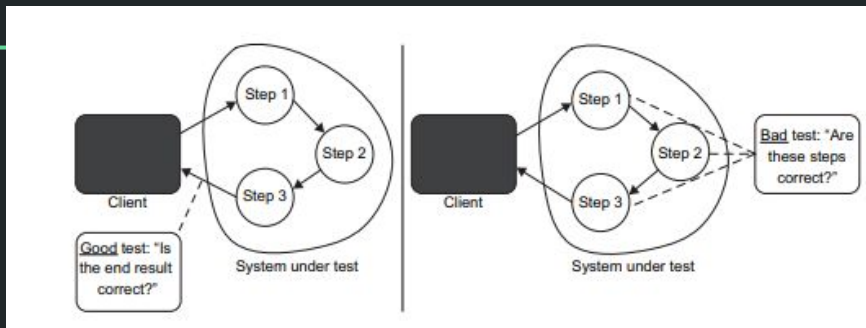 Step 1
Step 2
Step 3
Client
Good test: "Is
the end result
correct?"
System under test
Step 1
Step 2
Step 3
Client
Bad test: "Are
these steps
correct?"
System under test